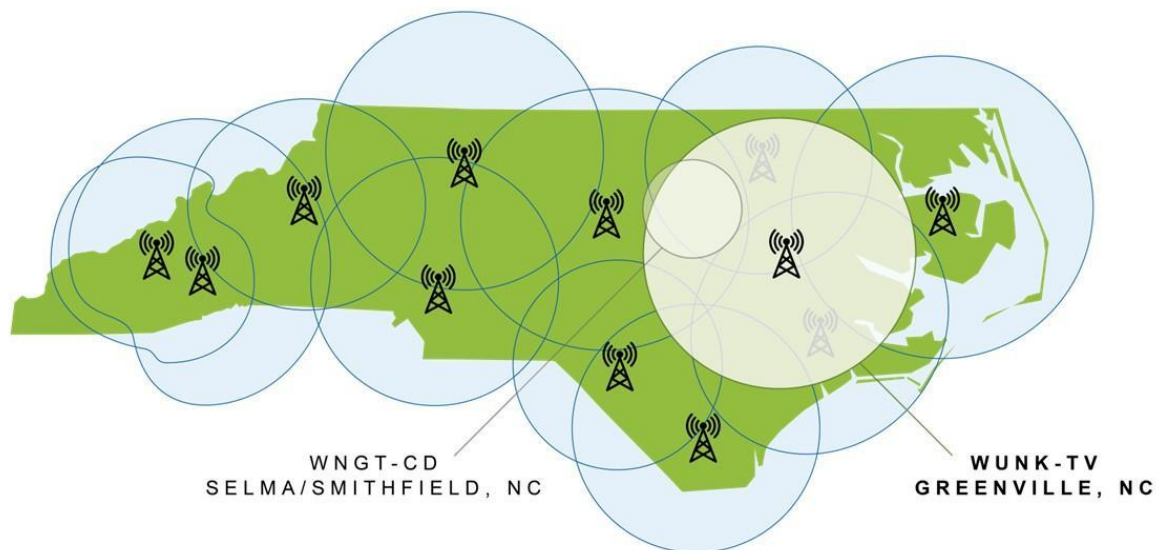 WNGT-CD
SELMA/SMITHFIELD, NC
WUNK-TV
GREENVILLE, NC